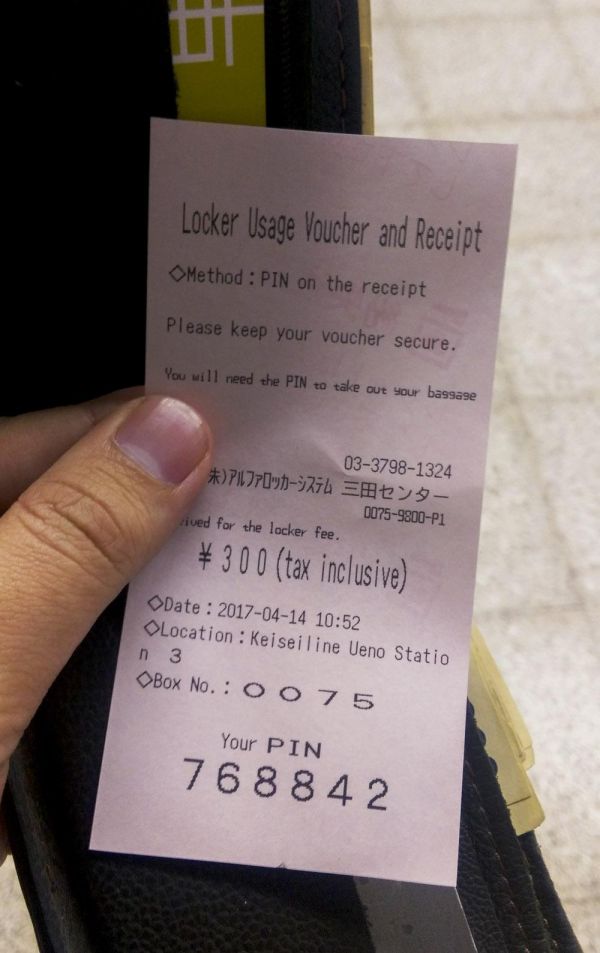 Locker Usage Voucher and Receipt
◇Method：PIN on the receipt
Please keep your voucher secure.
You will need the PIN to take out your baggage
03-3798-1324
朱)アルファロッカーシステム 三田センター
0075-9800-P1
ived for the locker fee.
¥300(tax inclusive)
◇Date：2017-04-14 10:52
◇Location：Keiseiline Ueno Statio
n 3
◇Box No.：0075
Your PIN
768842